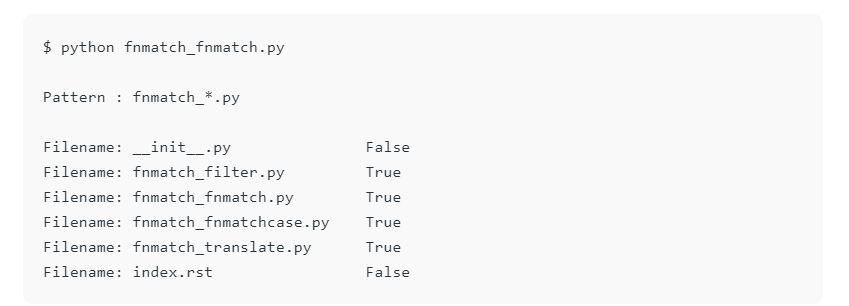 $ python fnmatch_fnmatch.py
Pattern : fnmatch_*.py
Filename: __init__.py               False
Filename: fnmatch_filter.py         True
Filename: fnmatch_fnmatch.py        True
Filename: fnmatch_fnmatchcase.py    True
Filename: fnmatch_translate.py      True
Filename: index.rst                 False